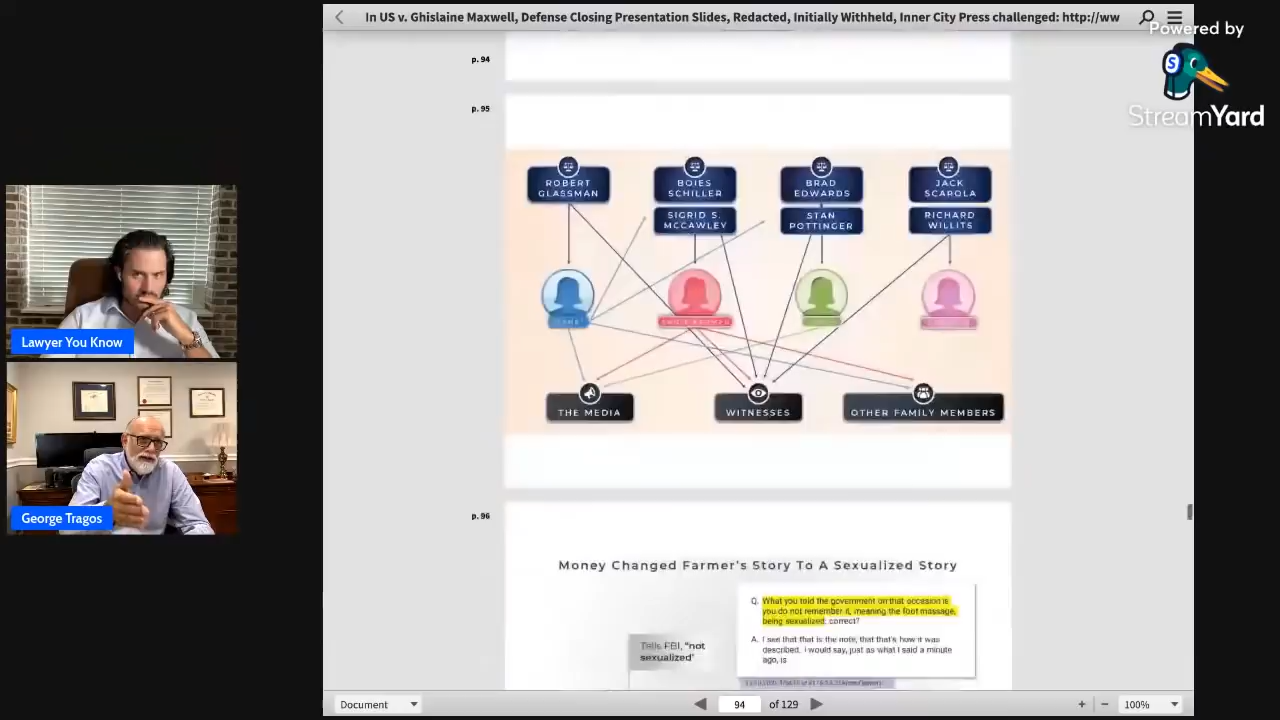 In US v. Ghislaine Maxwell, Defense Closing Presentation Slides, Redacted, Initially Withheld, Inner City Press challenged: http://ww
Powered by
StreamYard
p. 94
p. 95
ROBERT
GLASSMAN
BOIES
SCHILLER
SIGRID S.
MCCAWLEY
BRAD
EDWARDS
STAN
POTTINGER
JACK
SCAROLA
RICHARD
WILLITS
THE MEDIA
WITNESSES
OTHER FAMILY MEMBERS
p. 96
Money Changed Farmer's Story To A Sexualized Story
Tells FBI, "not
sexualized"
Q. What you told the government on that occasion is
you do not remember it, meaning the foot massage,
being sexualized; correct?
A. I see that that is the note, that that's how it was
described. I would say, just as what I said a minute
ago, is
Lawyer You Know
George Tragos
Document
94
of 129
+
−
100%